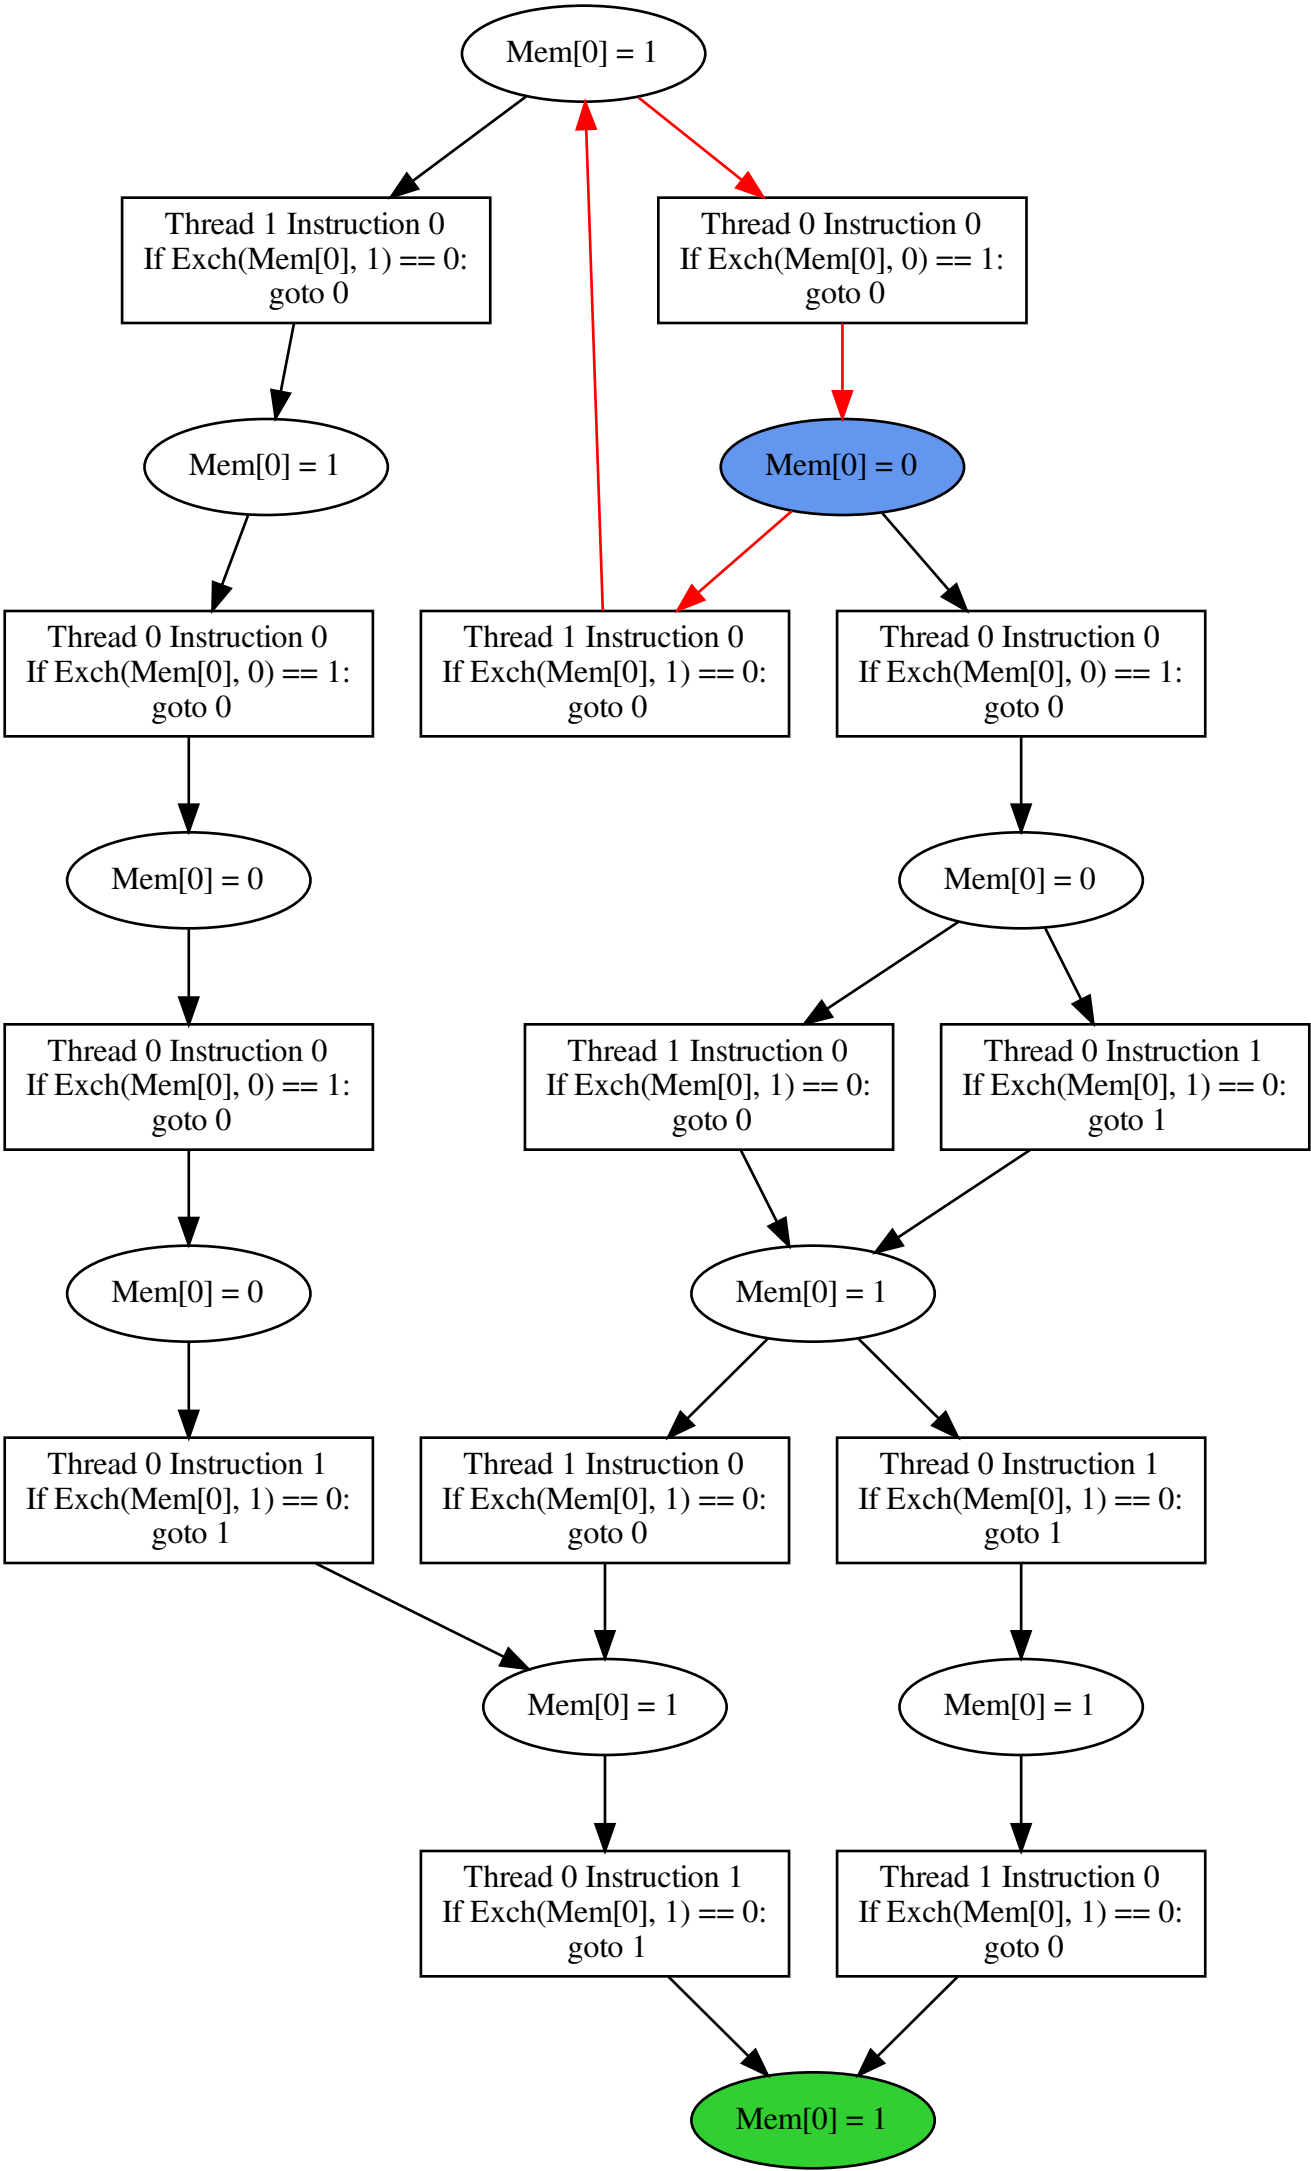 Mem[0] = 1
Thread 1 Instruction 0
If Exch(Mem[0], 1) == 0:
goto 0
Thread 0 Instruction 0
If Exch(Mem[0], 0) == 1:
goto 0
Mem[0] = 1
Mem[0] = 0
Thread 0 Instruction 0
If Exch(Mem[0], 0) == 1:
goto 0
Thread 1 Instruction 0
If Exch(Mem[0], 1) == 0:
goto 0
Thread 0 Instruction 0
If Exch(Mem[0], 0) == 1:
goto 0
Mem[0] = 0
Mem[0] = 0
Thread 0 Instruction 0
If Exch(Mem[0], 0) == 1:
goto 0
Thread 1 Instruction 0
If Exch(Mem[0], 1) == 0:
goto 0
Thread 0 Instruction 1
If Exch(Mem[0], 1) == 0:
goto 1
Mem[0] = 0
Mem[0] = 1
Thread 0 Instruction 1
If Exch(Mem[0], 1) == 0:
goto 1
Thread 1 Instruction 0
If Exch(Mem[0], 1) == 0:
goto 0
Thread 0 Instruction 1
If Exch(Mem[0], 1) == 0:
goto 1
Mem[0] = 1
Mem[0] = 1
Thread 0 Instruction 1
If Exch(Mem[0], 1) == 0:
goto 1
Thread 1 Instruction 0
If Exch(Mem[0], 1) == 0:
goto 0
Mem[0] = 1